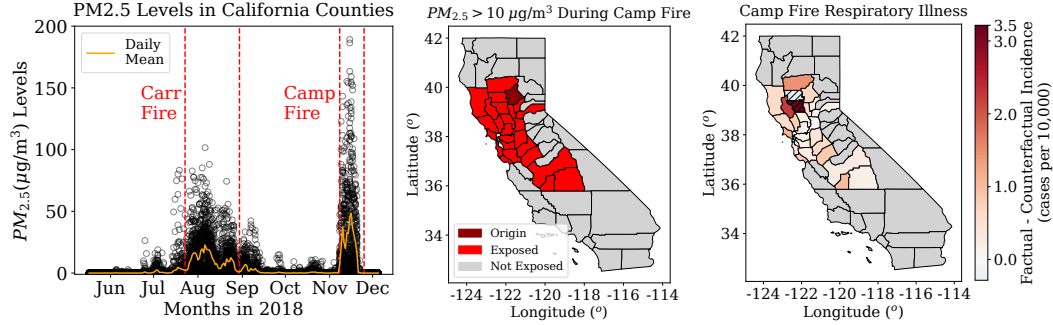 PM2.5 Levels in California Counties
200
150
100
50
0
PM₂.₅(μg/m³) Levels
Daily
Mean
Carr
Fire
Camp
Fire
Jun Jul Aug Sep Oct Nov Dec
Months in 2018
PM₂.₅ > 10 μg/m³ During Camp Fire
42
40
38
36
34
Latitude (°)
Origin
Exposed
Not Exposed
-124 -122 -120 -118 -116 -114
Longitude (°)
Camp Fire Respiratory Illness
42
40
38
36
34
Latitude (°)
-124 -122 -120 -118 -116 -114
Longitude (°)
3.5
3.0
2.0
1.0
0.0
Factual - Counterfactual Incidence
(cases per 10,000)